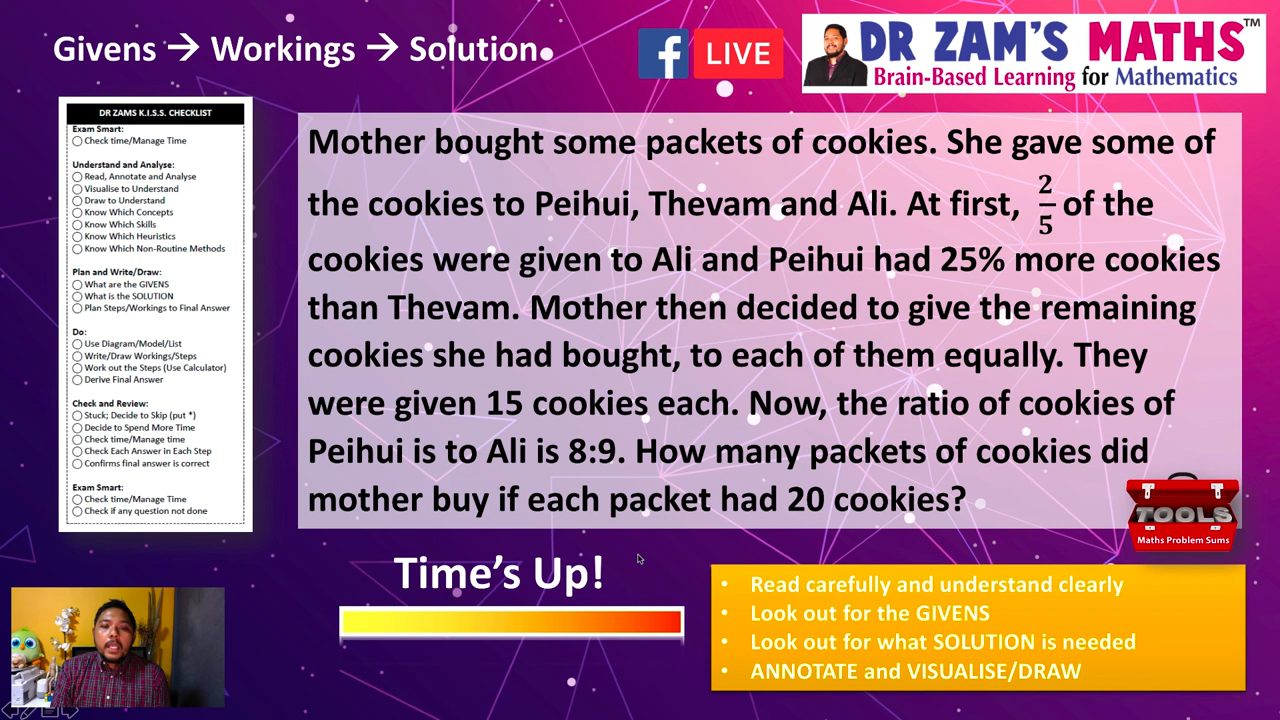 Givens → Workings → Solution
LIVE
DR ZAM'S MATHS™
Brain-Based Learning for Mathematics
DR ZAMS K.I.S.S. CHECKLIST
Exam Smart:
Check time/Manage Time
Understand and Analyse:
Read, Annotate and Analyse
Visualise to Understand
Draw to Understand
Know Which Concepts
Know Which Skills
Know Which Heuristics
Know Which Non-Routine Methods
Plan and Write/Draw:
What are the GIVENS
What is the SOLUTION
Plan Steps/Workings to Final Answer
Do:
Use Diagram/Model/List
Write/Draw Workings/Steps
Work out the Steps (Use Calculator)
Derive Final Answer
Check and Review:
Stuck; Decide to Skip (put *)
Decide to Spend More Time
Check time/Manage time
Check Each Answer in Each Step
Confirms final answer is correct
Exam Smart:
Check time/Manage Time
Check if any question not done
Mother bought some packets of cookies. She gave some of
the cookies to Peihui, Thevam and Ali. At first, 2/5 of the
cookies were given to Ali and Peihui had 25% more cookies
than Thevam. Mother then decided to give the remaining
cookies she had bought, to each of them equally. They
were given 15 cookies each. Now, the ratio of cookies of
Peihui is to Ali is 8:9. How many packets of cookies did
mother buy if each packet had 20 cookies?
TOOLS
Maths Problem Sums
Time's Up!
• Read carefully and understand clearly
• Look out for the GIVENS
• Look out for what SOLUTION is needed
• ANNOTATE and VISUALISE/DRAW